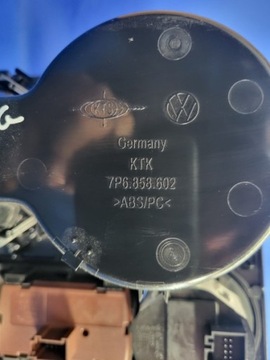 Germany
KTK
7P6.858.602
>ABS/PC<